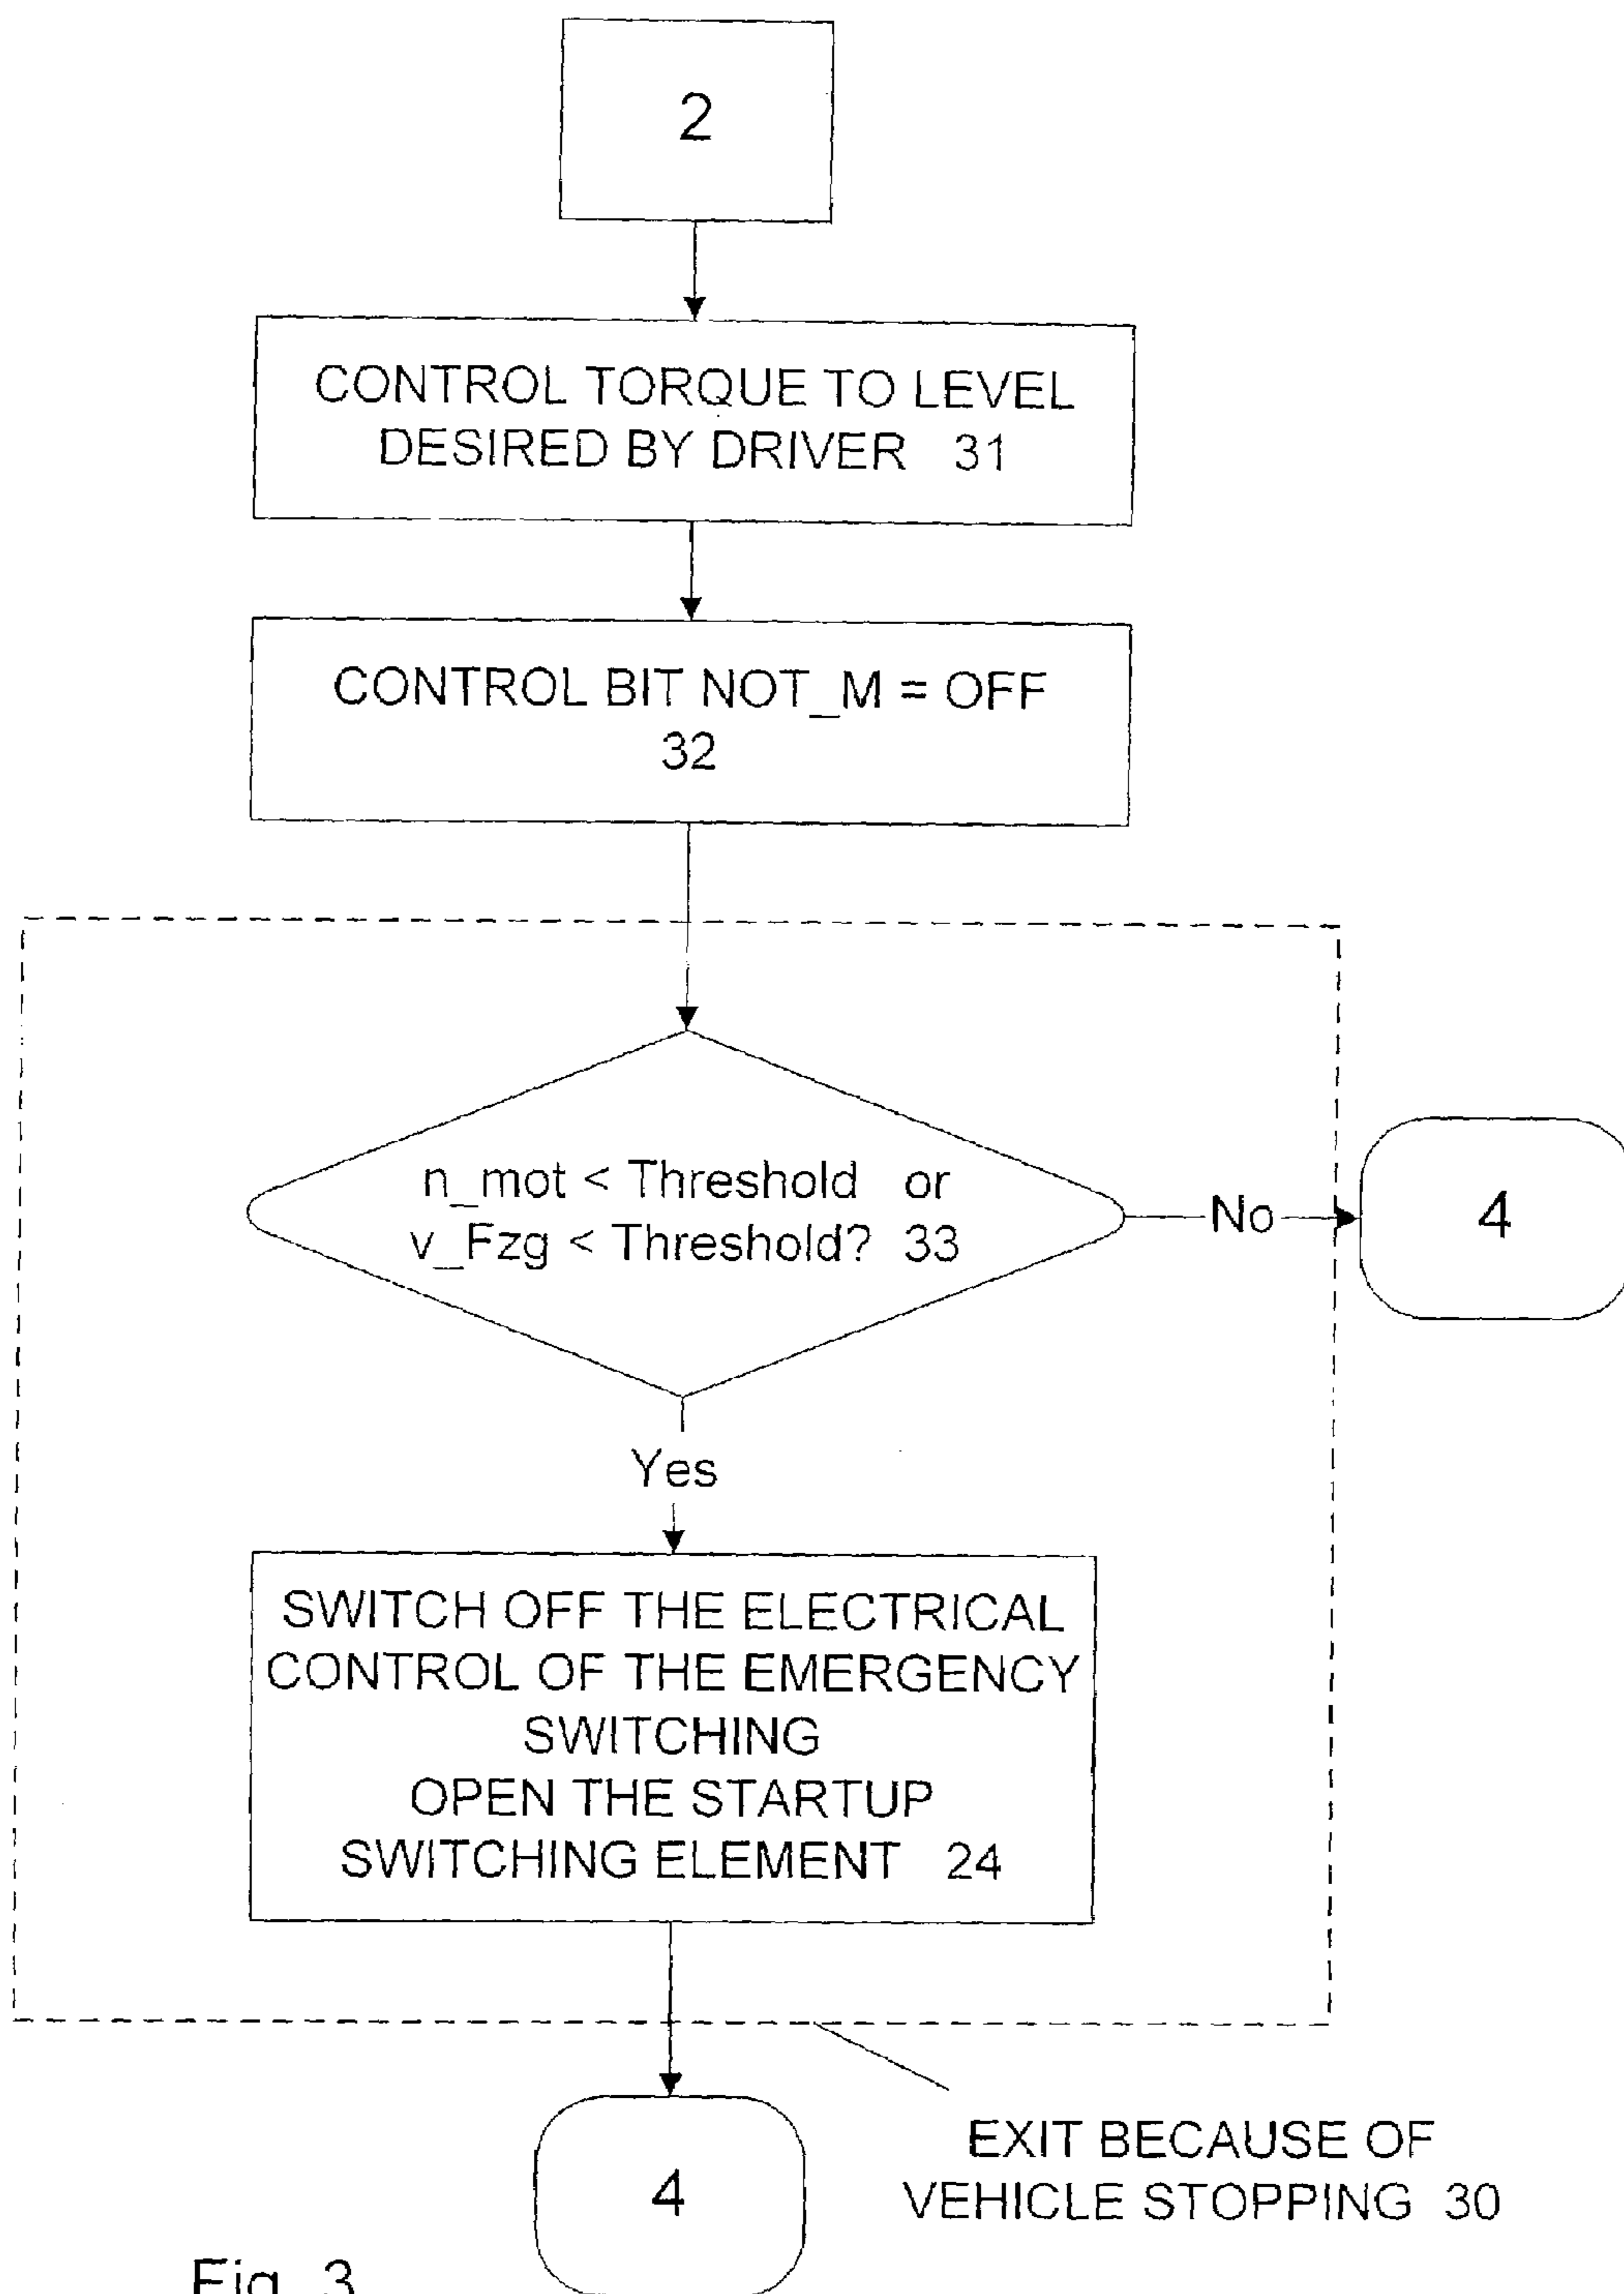 2
CONTROL TORQUE TO LEVEL
DESIRED BY DRIVER 31
CONTROL BIT NOT_M = OFF
32
n_mot < Threshold or
v_Fzg < Threshold? 33
No
4
Yes
SWITCH OFF THE ELECTRICAL
CONTROL OF THE EMERGENCY
SWITCHING
OPEN THE STARTUP
SWITCHING ELEMENT 24
4
EXIT BECAUSE OF
VEHICLE STOPPING 30
Fig. 3